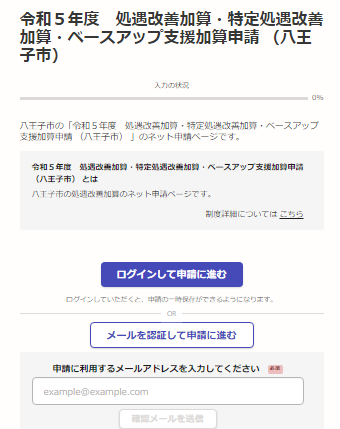 令和５年度　処遇改善加算・特定処遇改善
加算・ベースアップ支援加算申請 （八王
子市）
入力の状況
0%
八王子市の「令和５年度　処遇改善加算・特定処遇改善加算・ベースアップ
支援加算申請 （八王子市） 」のネット申請ページです。
令和５年度　処遇改善加算・特定処遇改善加算・ベースアップ支援加算申請
（八王子市） とは
八王子市の処遇改善加算のネット申請ページです。
制度詳細については こちら
ログインして申請に進む
ログインしていただくと、申請の一時保存ができるようになります。
OR
メールを認証して申請に進む
申請に利用するメールアドレスを入力してください 必須
example@example.com
確認メールを送信